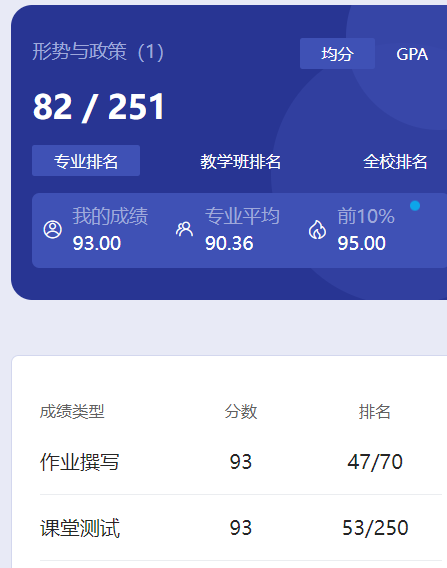 形势与政策（1） 均分 GPA
82 / 251
专业排名 教学班排名 全校排名
我的成绩 专业平均 前10%
93.00 90.36 95.00
成绩类型 分数 排名
作业撰写 93 47/70
课堂测试 93 53/250